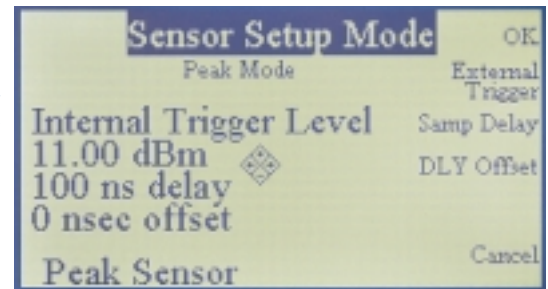 Sensor Setup Mode
OK
Peak Mode
External
Trigger
Internal Trigger Level
Samp Delay
11.00 dBm
DLY Offset
100 ns delay
0 nsec offset
Cancel
Peak Sensor